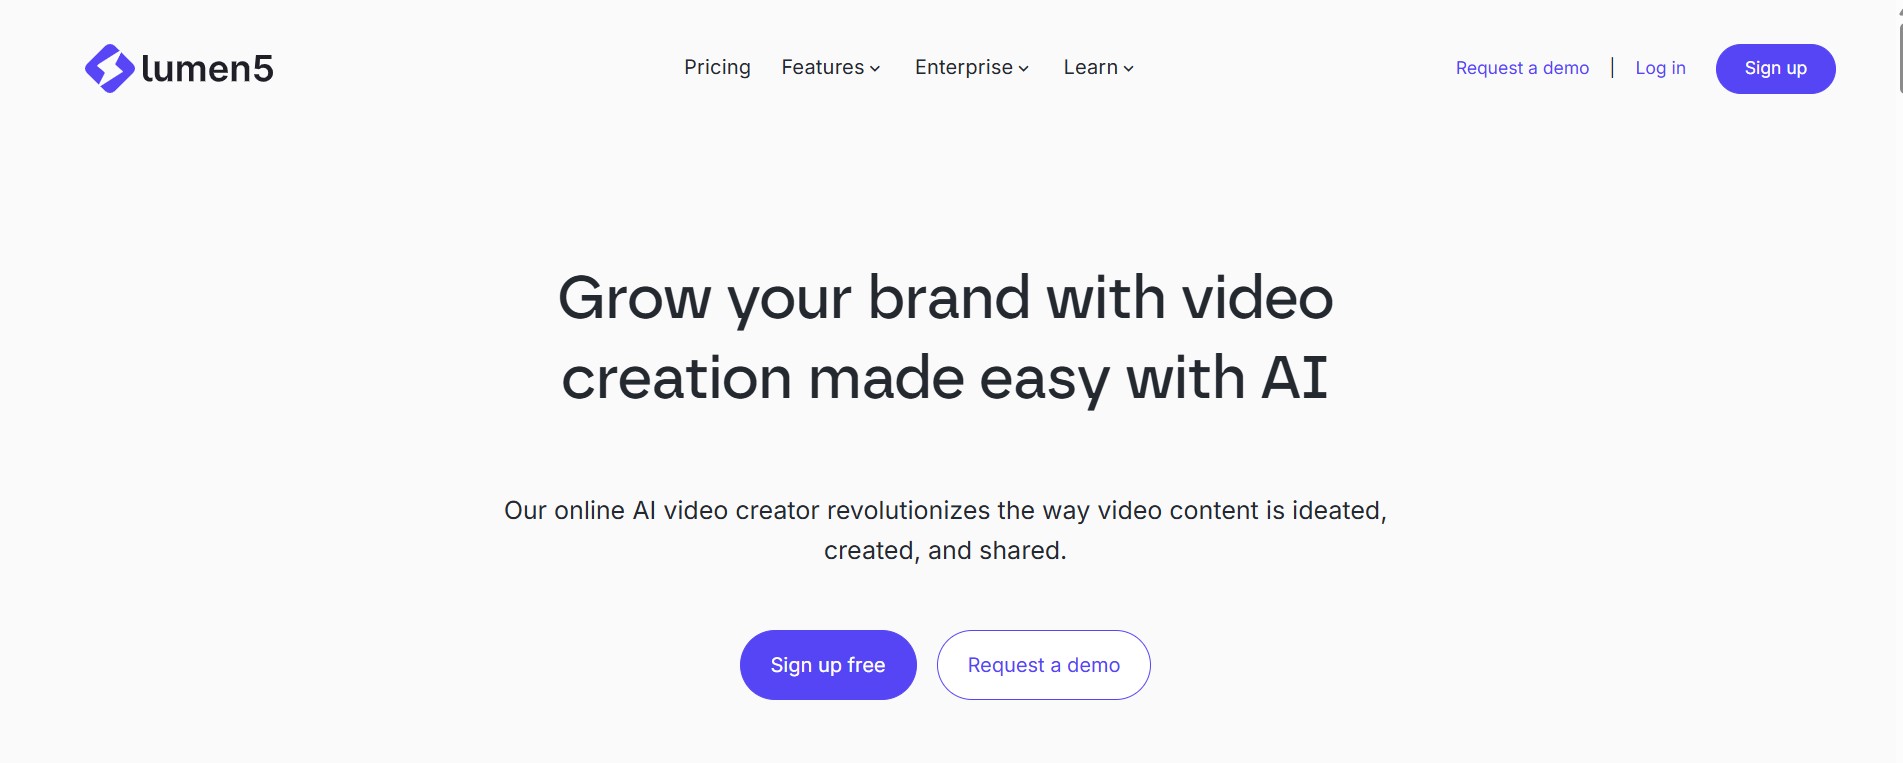 lumen5
Pricing Features Enterprise Learn
Request a demo | Log in Sign up
Grow your brand with video
creation made easy with AI
Our online AI video creator revolutionizes the way video content is ideated,
created, and shared.
Sign up free Request a demo